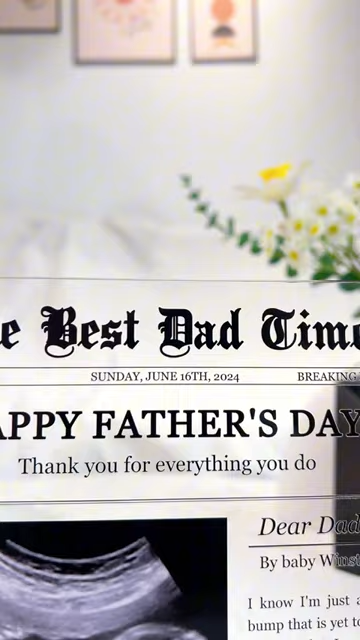 e Best Dad Time
SUNDAY, JUNE 16TH, 2024
BREAKING
APPY FATHER'S DAY
Thank you for everything you do
Dear Dad
By baby Winst
I know I'm just a
bump that is yet to